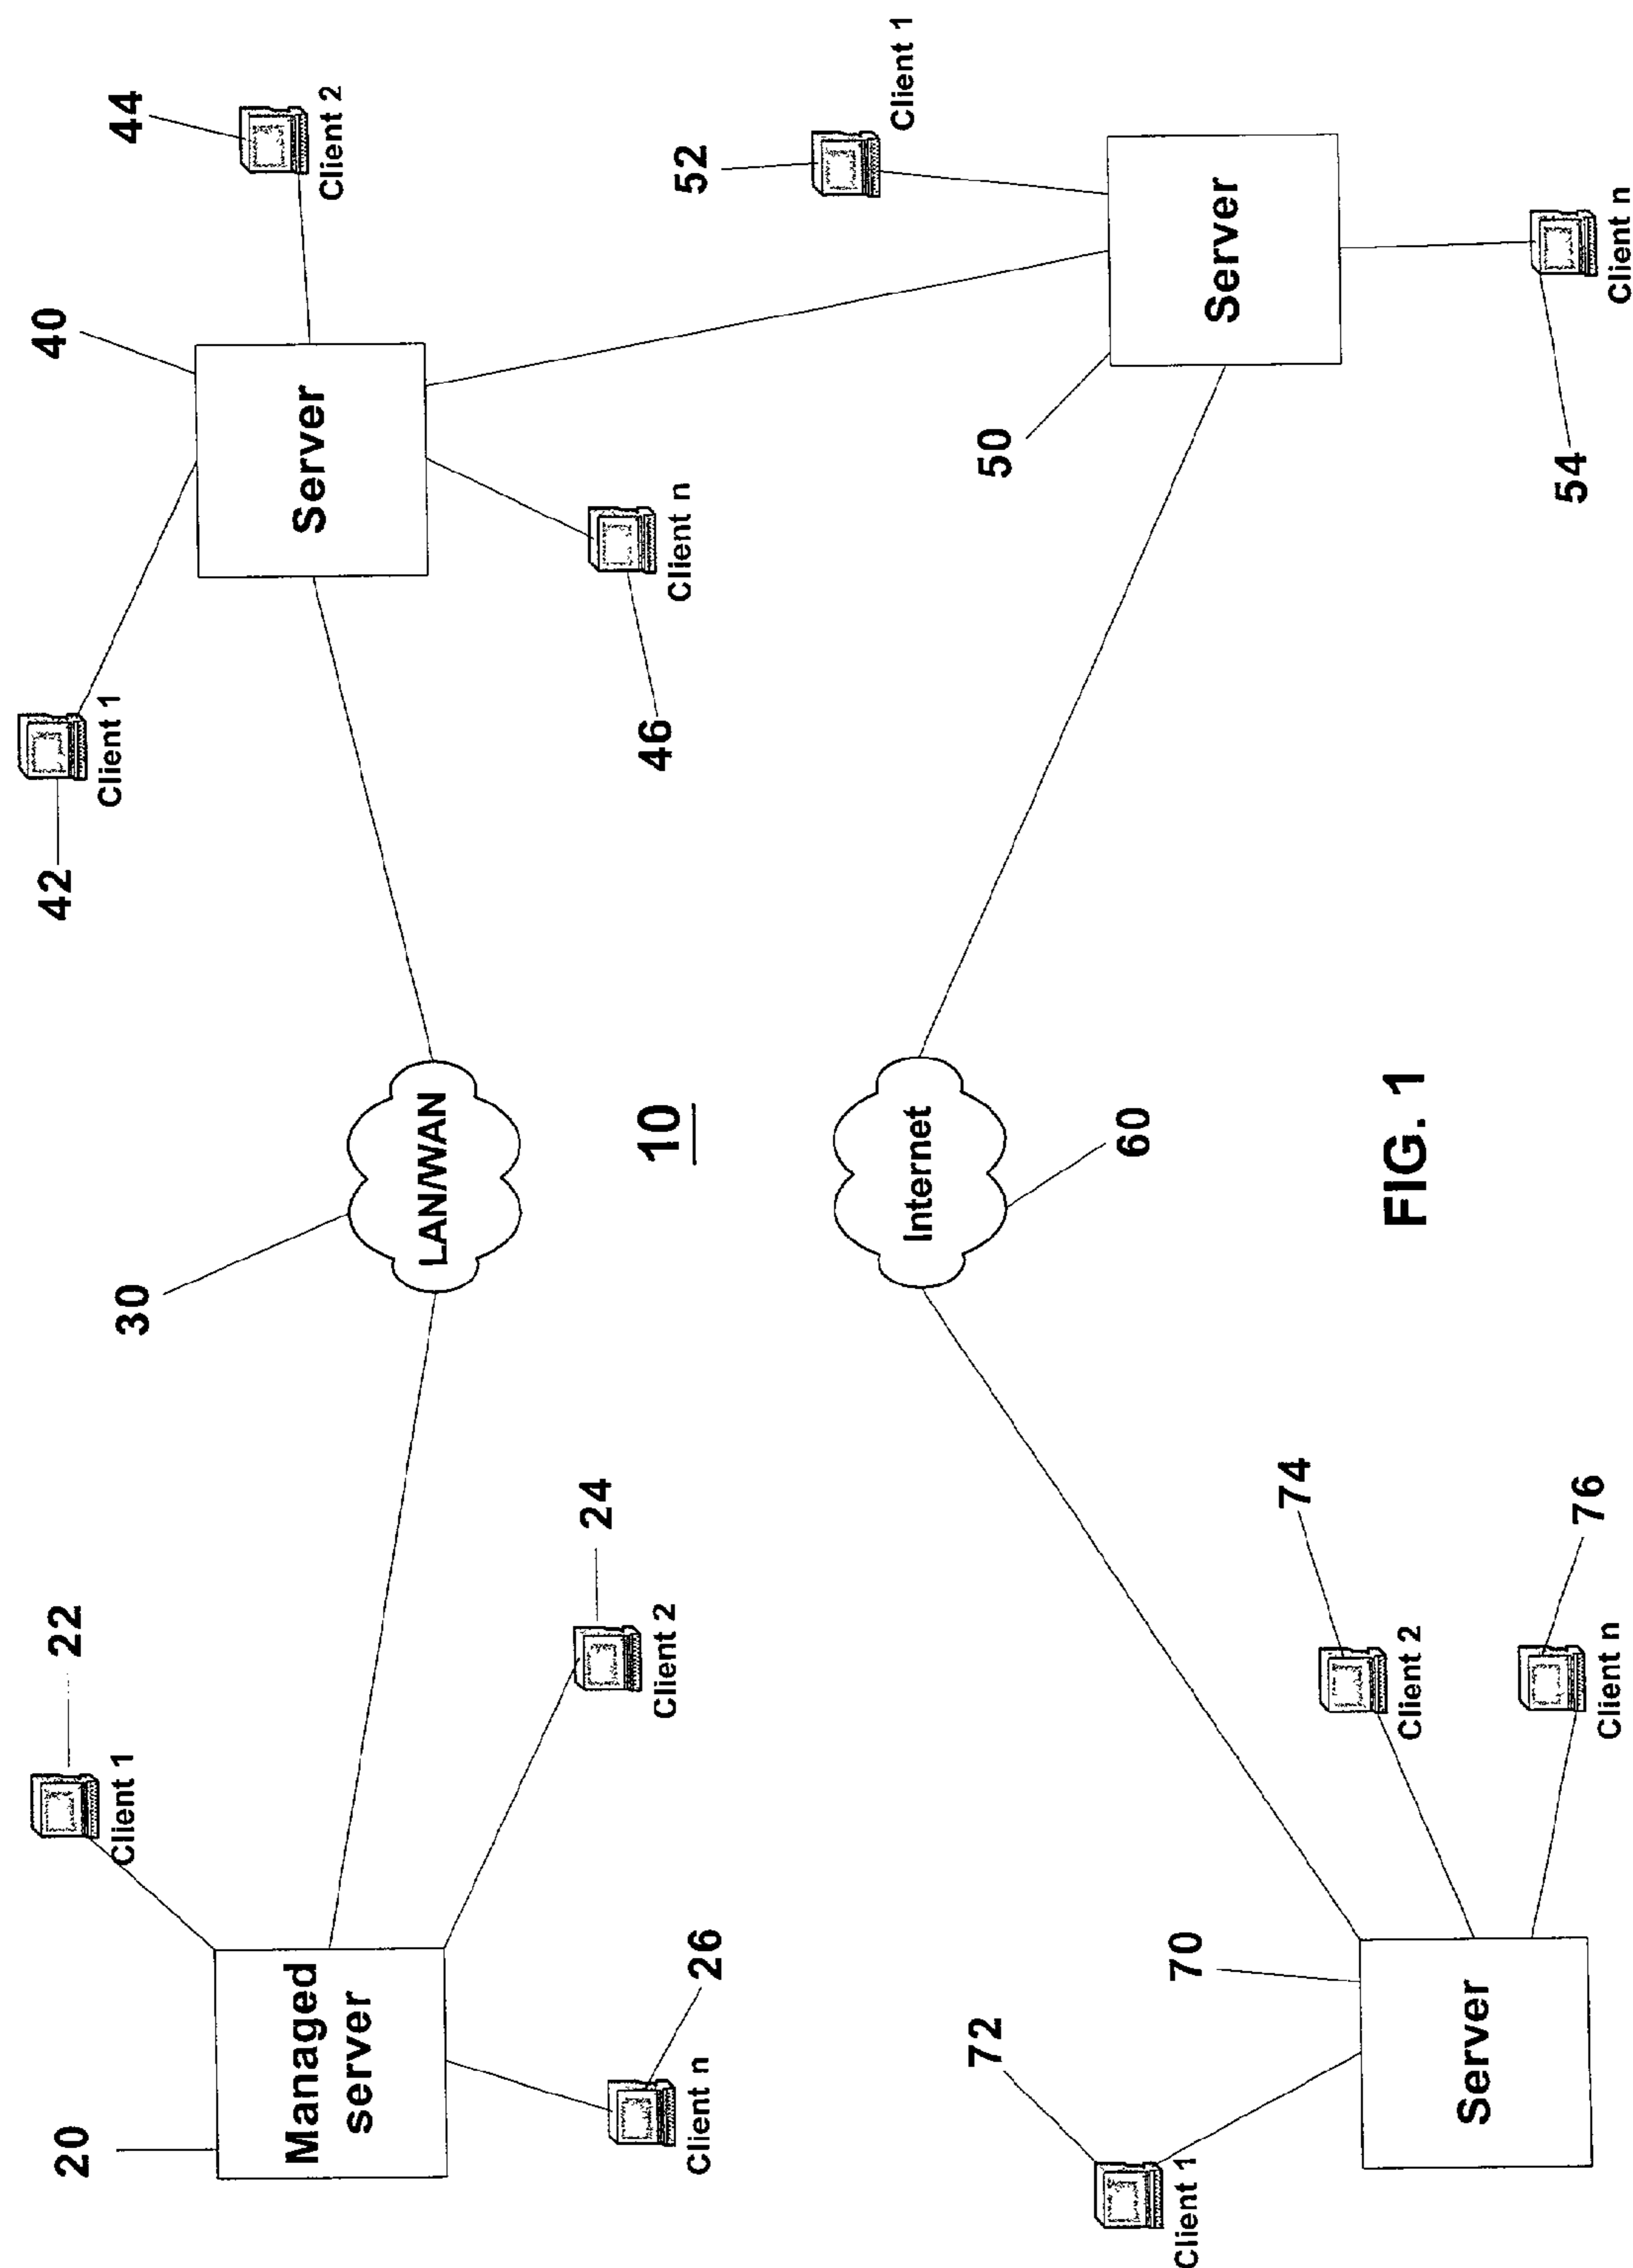 20
Managed
server
22
Client 1
24
Client 2
26
Client n
30
LAN/WAN
42
Client 1
40
Server
44
Client 2
46
Client n
10
72
Client 1
70
Server
74
Client 2
76
Client n
Internet
60
50
Server
52
Client 1
54
Client n
FIG. 1